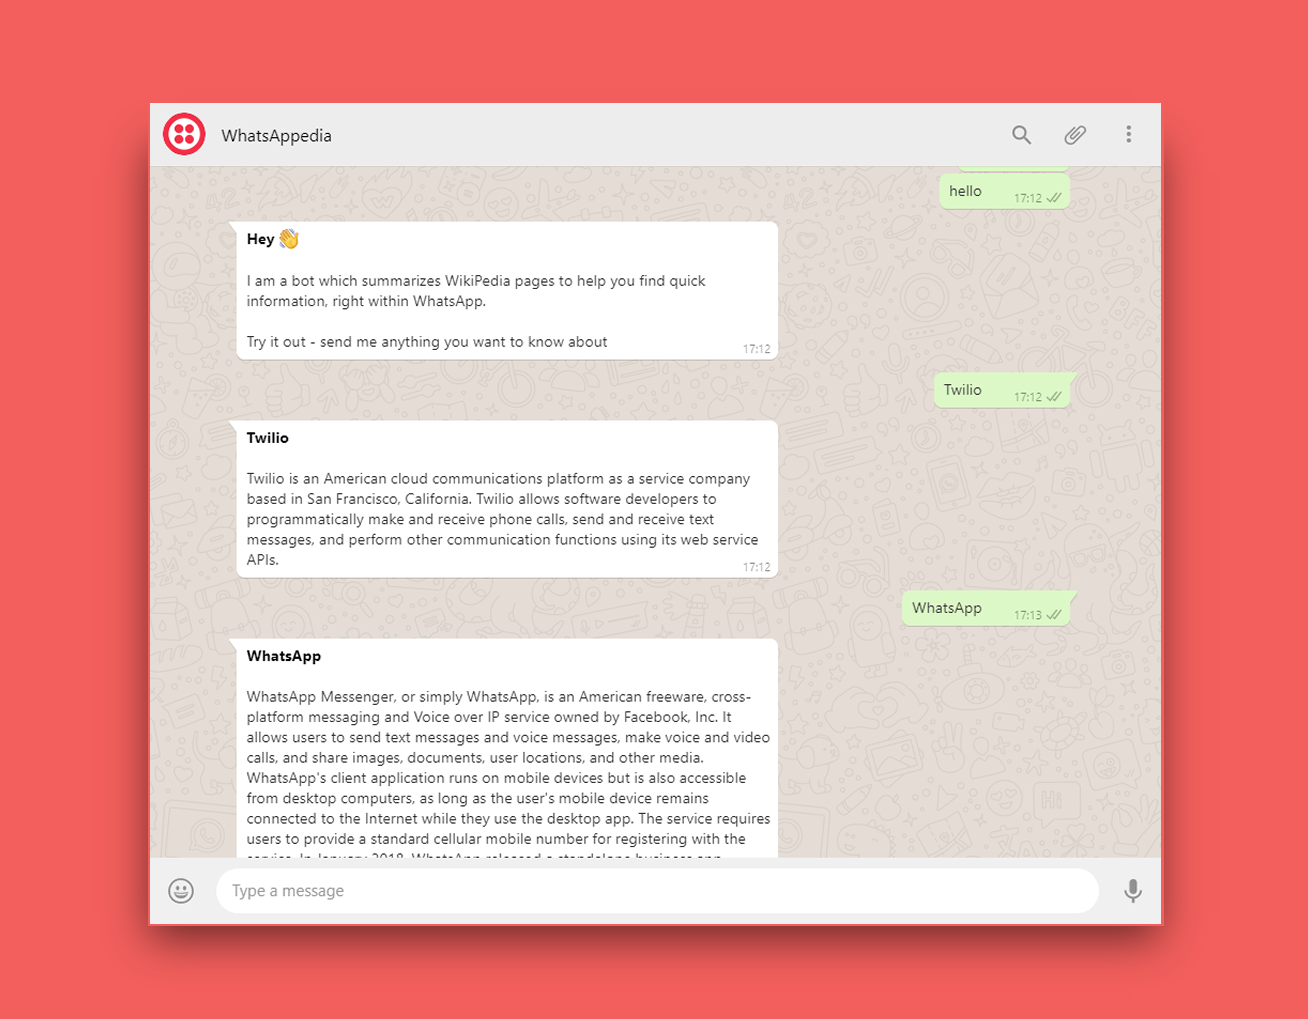 WhatsAppedia
hello
17:12
Hey 👋
I am a bot which summarizes WikiPedia pages to help you find quick
information, right within WhatsApp.
Try it out - send me anything you want to know about
17:12
Twilio
17:12
Twilio
Twilio is an American cloud communications platform as a service company
based in San Francisco, California. Twilio allows software developers to
programmatically make and receive phone calls, send and receive text
messages, and perform other communication functions using its web service
APIs.
17:12
WhatsApp
17:13
WhatsApp
WhatsApp Messenger, or simply WhatsApp, is an American freeware, cross-
platform messaging and Voice over IP service owned by Facebook, Inc. It
allows users to send text messages and voice messages, make voice and video
calls, and share images, documents, user locations, and other media.
WhatsApp's client application runs on mobile devices but is also accessible
from desktop computers, as long as the user's mobile device remains
connected to the Internet while they use the desktop app. The service requires
users to provide a standard cellular mobile number for registering with the
service. In January 2018, WhatsApp released a standalone business app
Type a message